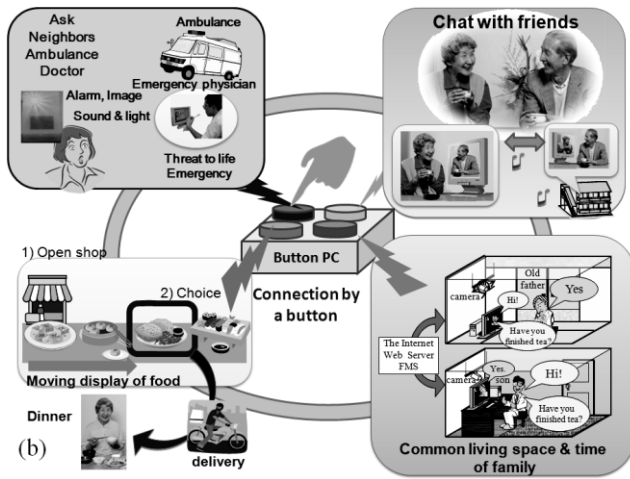 Ask
Neighbors
Ambulance
Doctor
Ambulance
Emergency physician
Alarm, Image
Sound & light
Threat to life
Emergency
Chat with friends
Button PC
Connection by
a button
1) Open shop
2) Choice
Moving display of food
Dinner
delivery
(b)
The Internet
Web Server
FMS
camera
Old
father
Hi!
Yes
Have you
finished tea?
camera
Yes.
son
Hi!
Have you
finished tea?
Common living space & time
of family